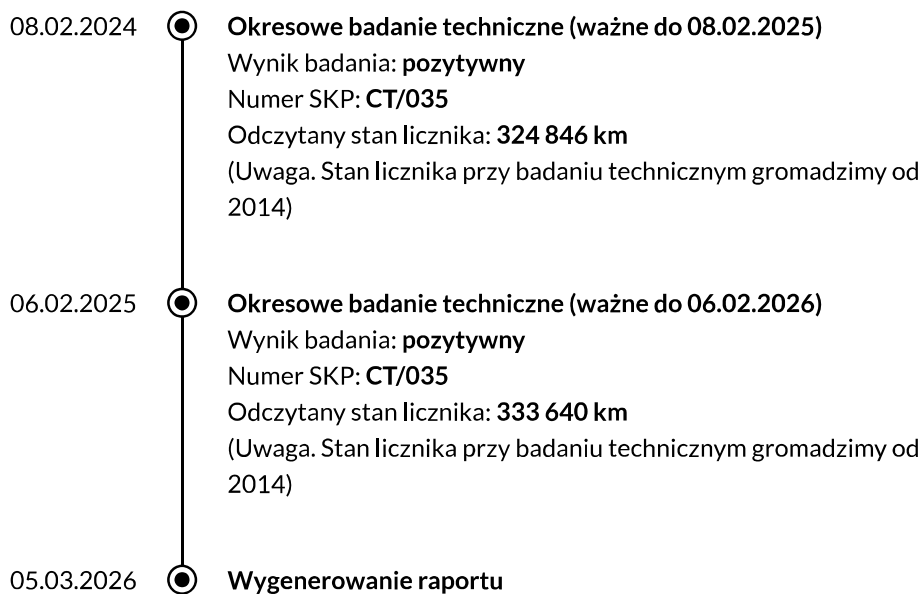 08.02.2024 Okresowe badanie techniczne (ważne do 08.02.2025)
Wynik badania: pozytywny
Numer SKP: CT/035
Odczytany stan licznika: 324 846 km
(Uwaga. Stan licznika przy badaniu technicznym gromadzimy od
2014)
06.02.2025 Okresowe badanie techniczne (ważne do 06.02.2026)
Wynik badania: pozytywny
Numer SKP: CT/035
Odczytany stan licznika: 333 640 km
(Uwaga. Stan licznika przy badaniu technicznym gromadzimy od
2014)
05.03.2026 Wygenerowanie raportu